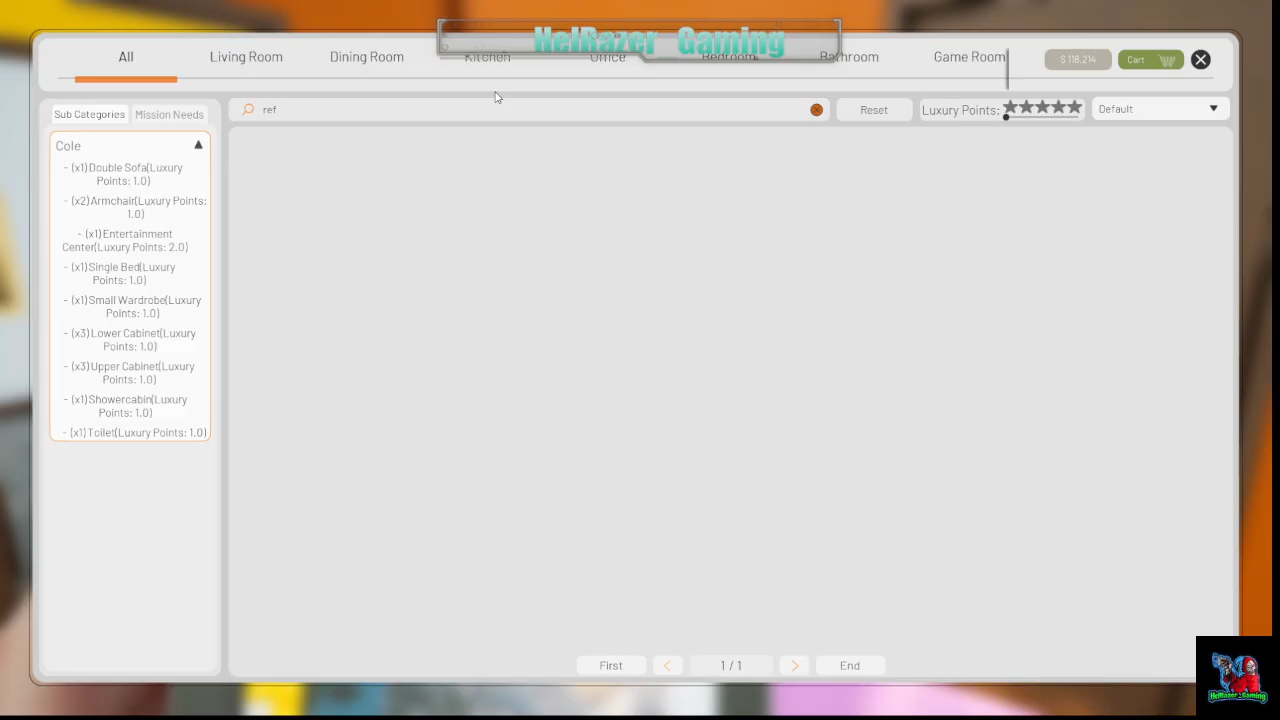 HelRazer_Gaming
All
Living Room
Dining Room
Kitchen
Office
Bedroom
Bathroom
Game Room
$ 118,214
Cart
Sub Categories
Mission Needs
ref
Reset
Luxury Points:
Default
Cole
- (x1)Double Sofa(Luxury
Points: 1.0)
- (x2)Armchair(Luxury Points:
1.0)
- (x1)Entertainment
Center(Luxury Points: 2.0)
- (x1)Single Bed(Luxury
Points: 1.0)
- (x1)Small Wardrobe(Luxury
Points: 1.0)
- (x3)Lower Cabinet(Luxury
Points: 1.0)
- (x3)Upper Cabinet(Luxury
Points: 1.0)
- (x1)Showercabin(Luxury
Points: 1.0)
- (x1)Toilet(Luxury Points: 1.0)
First
<
1 / 1
>
End
HelRazer_Gaming